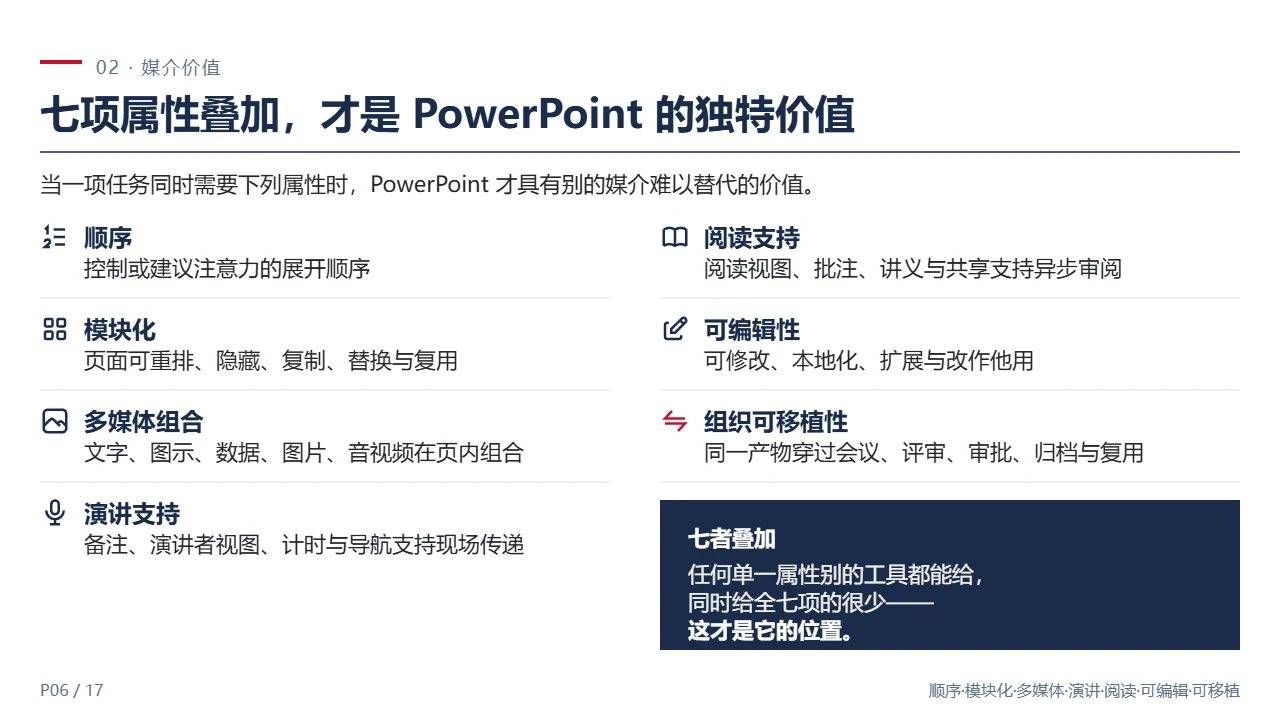 02 · 媒介价值
七项属性叠加，才是 PowerPoint 的独特价值
当一项任务同时需要下列属性时，PowerPoint 才具有别的媒介难以替代的价值。
顺序
控制或建议注意力的展开顺序
模块化
页面可重排、隐藏、复制、替换与复用
多媒体组合
文字、图示、数据、图片、音视频在页内组合
演讲支持
备注、演讲者视图、计时与导航支持现场传递
阅读支持
阅读视图、批注、讲义与共享支持异步审阅
可编辑性
可修改、本地化、扩展与改作他用
组织可移植性
同一产物穿过会议、评审、审批、归档与复用
七者叠加
任何单一属性别的工具都能给，
同时给全七项的很少——
这才是它的位置。
P06 / 17
顺序·模块化·多媒体·演讲·阅读·可编辑·可移植